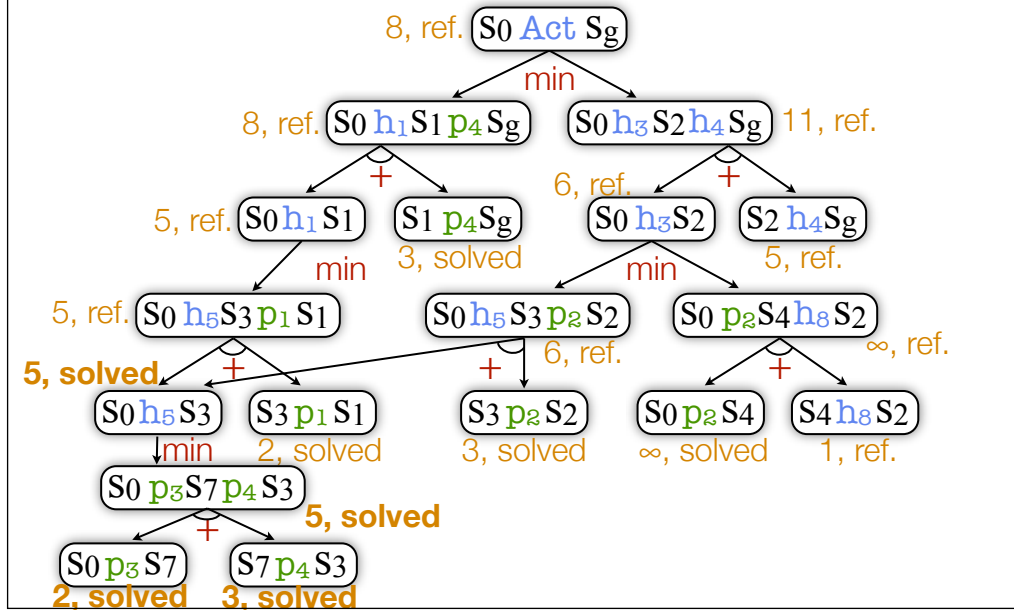 8, ref. S0 Act Sg
min
8, ref. S0 h1 S1 p4 Sg S0 h3 S2 h4 Sg 11, ref.
+ +
6, ref.
5, ref. S0 h1 S1 S1 p4 Sg S0 h3 S2 S2 h4 Sg
min 3, solved min 5, ref.
5, ref. S0 h5 S3 p1 S1 S0 h5 S3 p2 S2 S0 p2 S4 h8 S2
+ + 6, ref. + ∞, ref.
5, solved
S0 h5 S3 S3 p1 S1 S3 p2 S2 S0 p2 S4 S4 h8 S2
min 2, solved 3, solved ∞, solved 1, ref.
S0 p3 S7 p4 S3
+ 5, solved
S0 p3 S7 S7 p4 S3
2, solved 3, solved